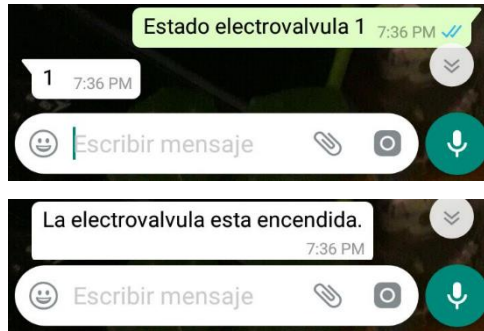 Estado electrovalvula 1 7:36 PM
1 7:36 PM
Escribir mensaje
La electrovalvula esta encendida.
7:36 PM
Escribir mensaje